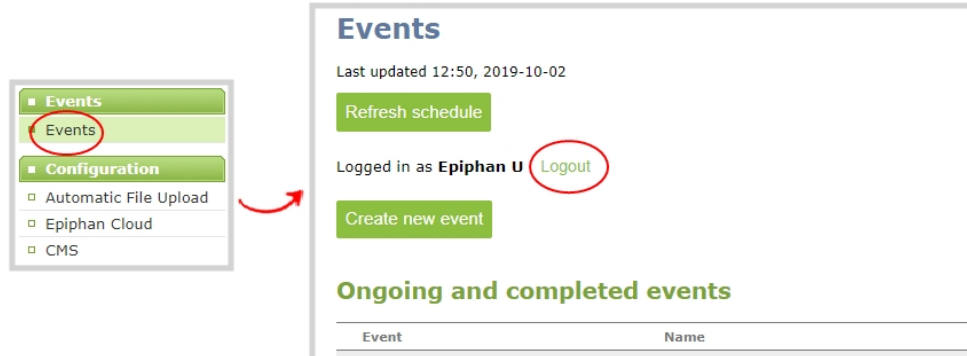 Events
Events
Configuration
Automatic File Upload
Epiphan Cloud
CMS
Events
Last updated 12:50, 2019-10-02
Refresh schedule
Logged in as Epiphan U Logout
Create new event
Ongoing and completed events
Event Name